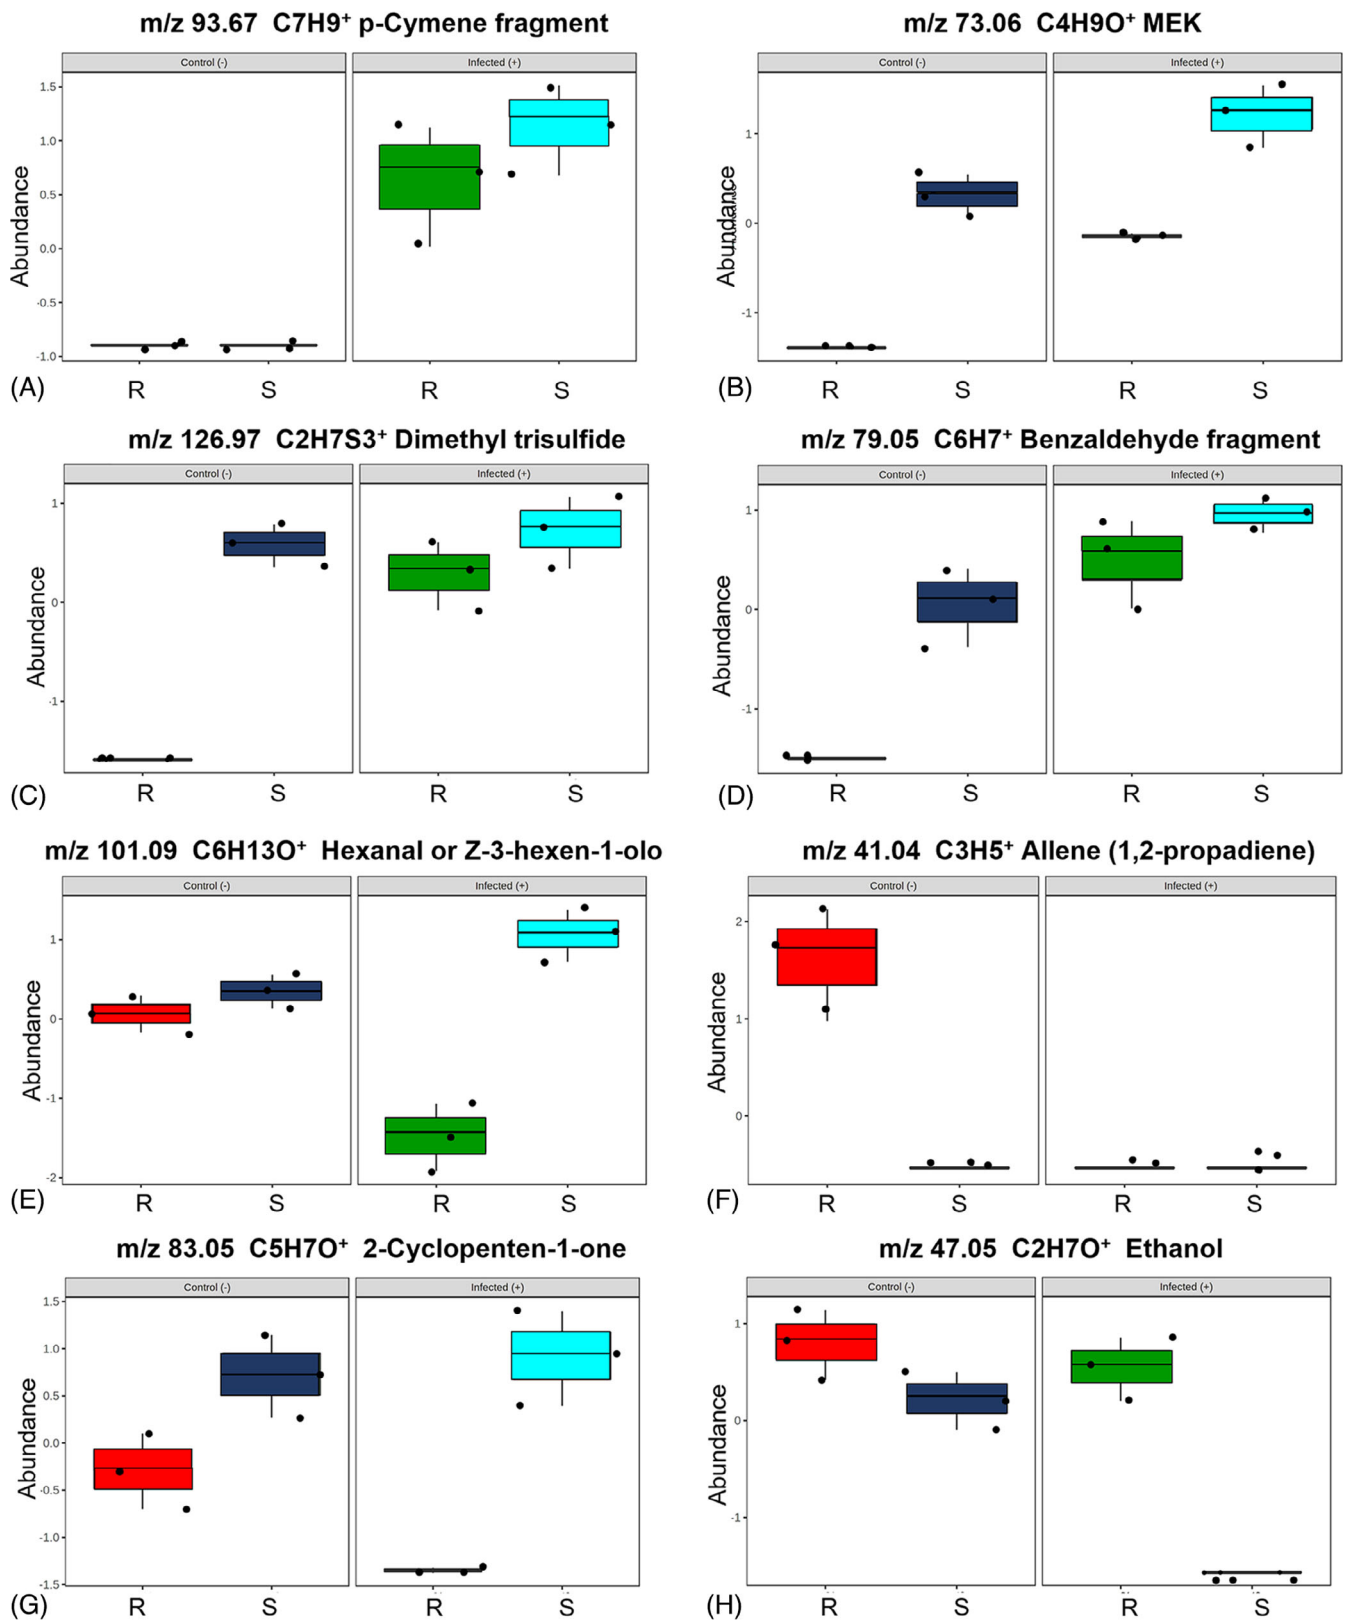 m/z 93.67 C7H9⁺ p-Cymene fragment
Control (-) Infected (+)
Abundance
1.5
1.0
0.5
0.0
-0.5
-1.0
(A) R S R S
m/z 73.06 C4H9O⁺ MEK
Control (-) Infected (+)
Abundance
1
0
-1
(B) R S R S
m/z 126.97 C2H7S3⁺ Dimethyl trisulfide
Control (-) Infected (+)
Abundance
1
0
-1
(C) R S R S
m/z 79.05 C6H7⁺ Benzaldehyde fragment
Control (-) Infected (+)
Abundance
1
0
-1
(D) R S R S
m/z 101.09 C6H13O⁺ Hexanal or Z-3-hexen-1-olo
Control (-) Infected (+)
Abundance
1
0
-1
-2
(E) R S R S
m/z 41.04 C3H5⁺ Allene (1,2-propadiene)
Control (-) Infected (+)
Abundance
2
1
0
(F) R S R S
m/z 83.05 C5H7O⁺ 2-Cyclopenten-1-one
Control (-) Infected (+)
Abundance
1.5
1.0
0.5
0.0
-0.5
-1.0
-1.5
(G) R S R S
m/z 47.05 C2H7O⁺ Ethanol
Control (-) Infected (+)
Abundance
1
0
-1
(H) R S R S